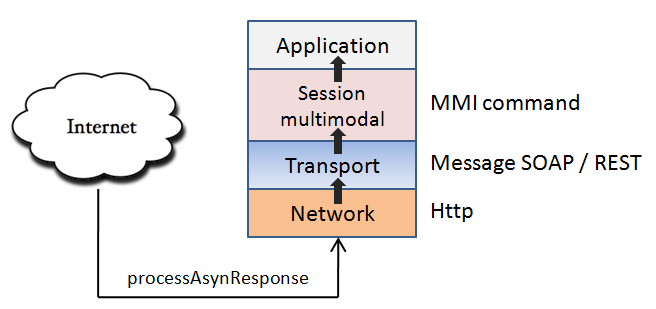 Application
Session
multimodal
MMI command
Internet
Transport
Message SOAP / REST
Network
Http
processAsynResponse